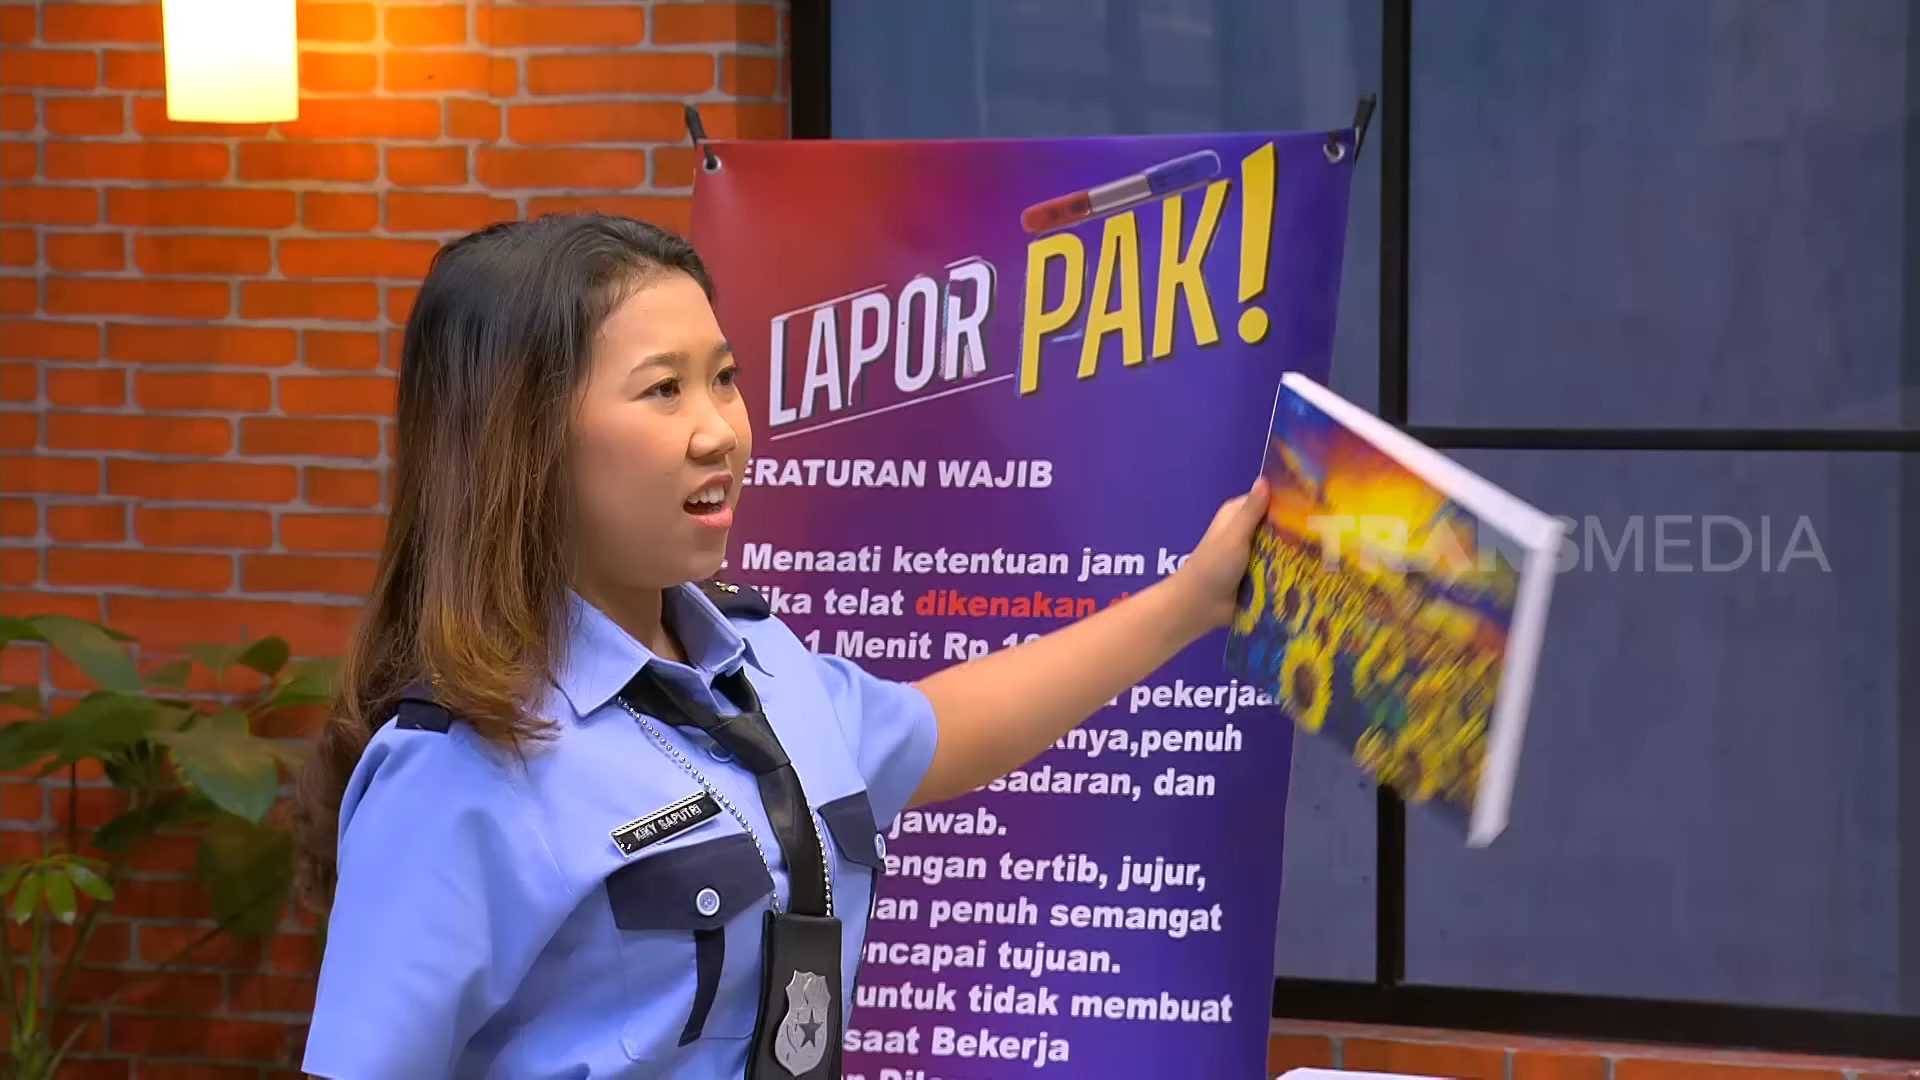 LAPOR PAK!
ERATURAN WAJIB
Menaati ketentuan jam
ika telat dikenakan
1 Menit Rp
TRANSMEDIA
pekerjaa
nya,penuh
sadaran, dan
jawab.
engan tertib, jujur,
an penuh semangat
ncapai tujuan.
untuk tidak membuat
saat Bekerja
KIKY SAPUTRI